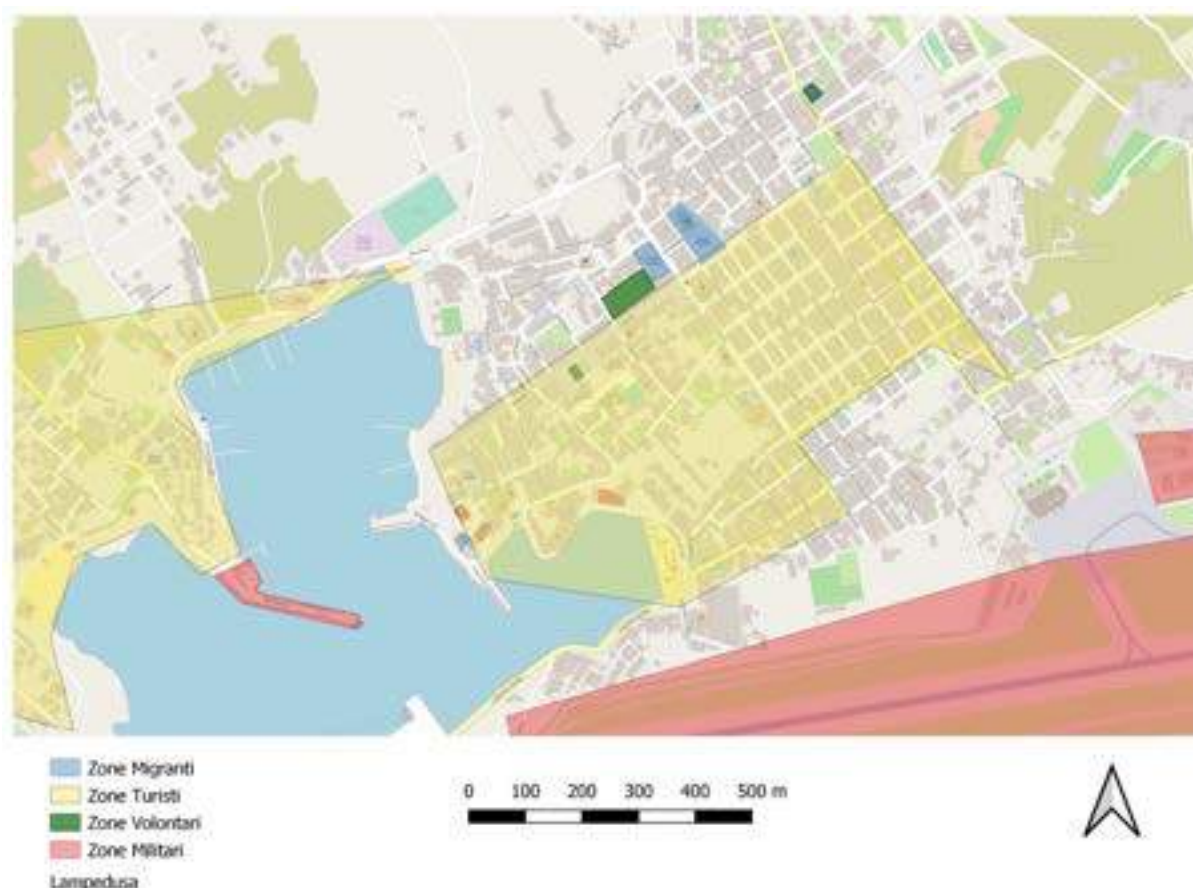 Zone Migranti
Zone Turisti
Zone Volontari
Zone Militari
Lampedusa
0 100 200 300 400 500 m